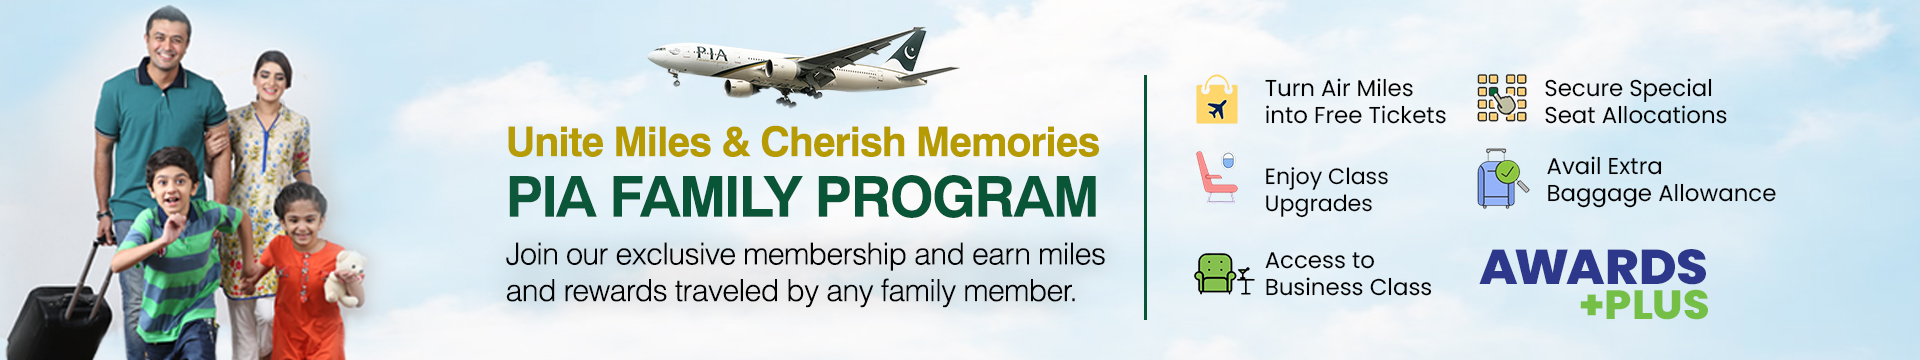 PIA
Unite Miles & Cherish Memories
PIA FAMILY PROGRAM
Join our exclusive membership and earn miles
and rewards traveled by any family member.
Turn Air Miles
into Free Tickets
Enjoy Class
Upgrades
Access to
Business Class
Secure Special
Seat Allocations
Avail Extra
Baggage Allowance
AWARDS
+PLUS